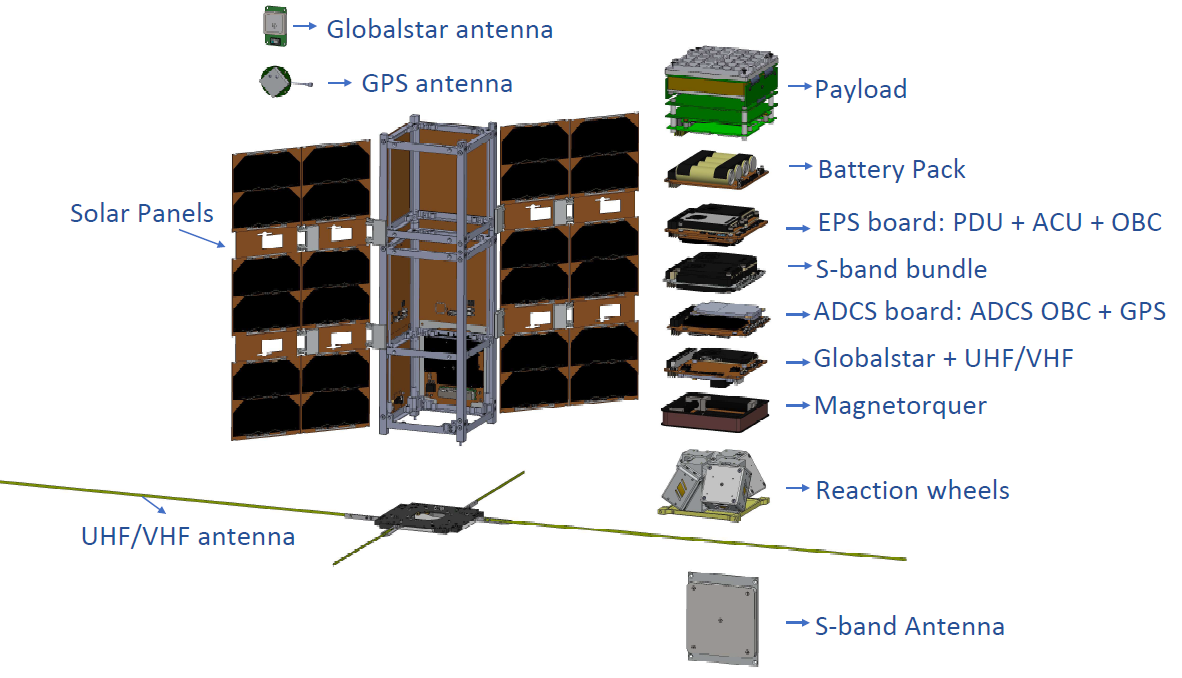 Globalstar antenna
GPS antenna
Payload
Battery Pack
Solar Panels
EPS board: PDU + ACU + OBC
S-band bundle
ADCS board: ADCS OBC + GPS
Globalstar + UHF/VHF
Magnetorquer
Reaction wheels
UHF/VHF antenna
S-band Antenna